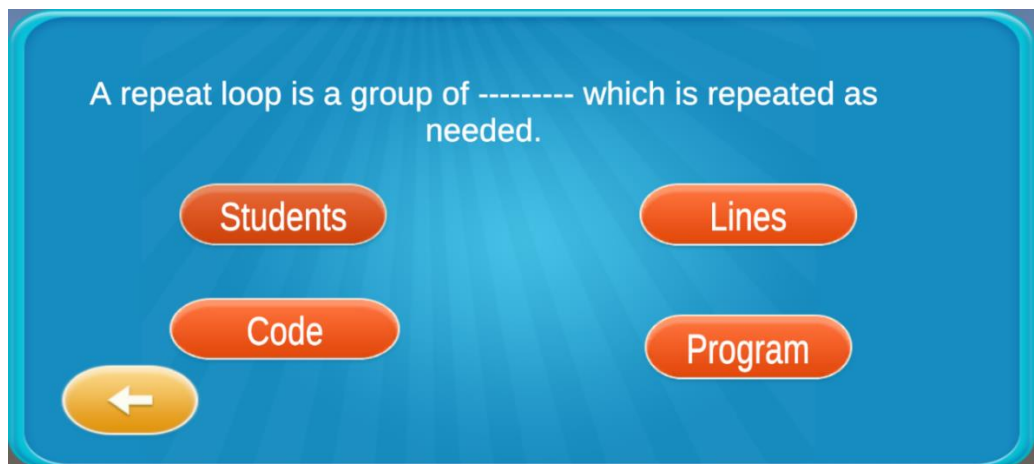 A repeat loop is a group of --------- which is repeated as
needed.
Students
Lines
Code
Program